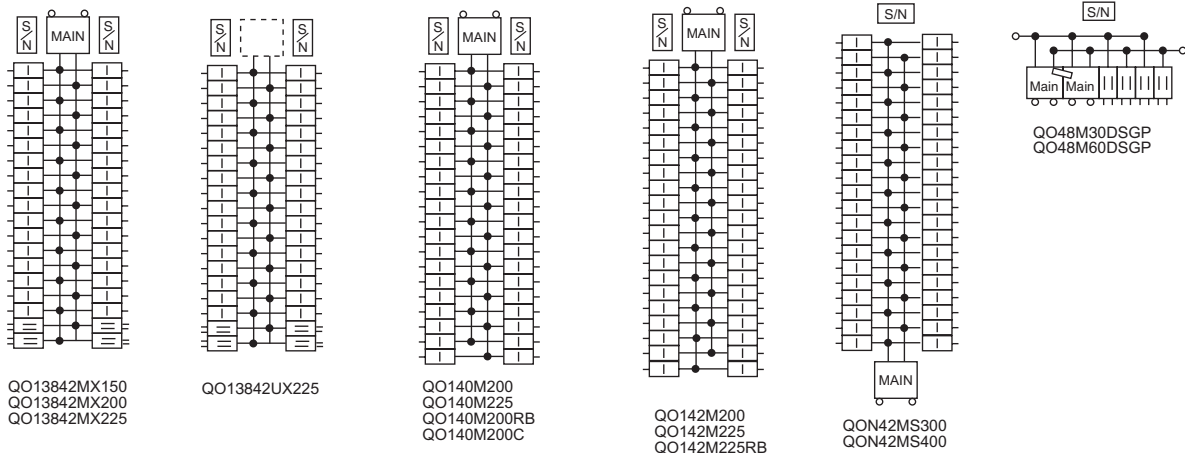 S/N
MAIN
S/N
QO13842MX150
QO13842MX200
QO13842MX225
S/N
S/N
QO13842UX225
S/N
MAIN
S/N
QO140M200
QO140M225
QO140M200RB
QO140M200C
S/N
MAIN
S/N
QO142M200
QO142M225
QO142M225RB
S/N
MAIN
QON42MS300
QON42MS400
S/N
Main Main
QO48M30DSGP
QO48M60DSGP